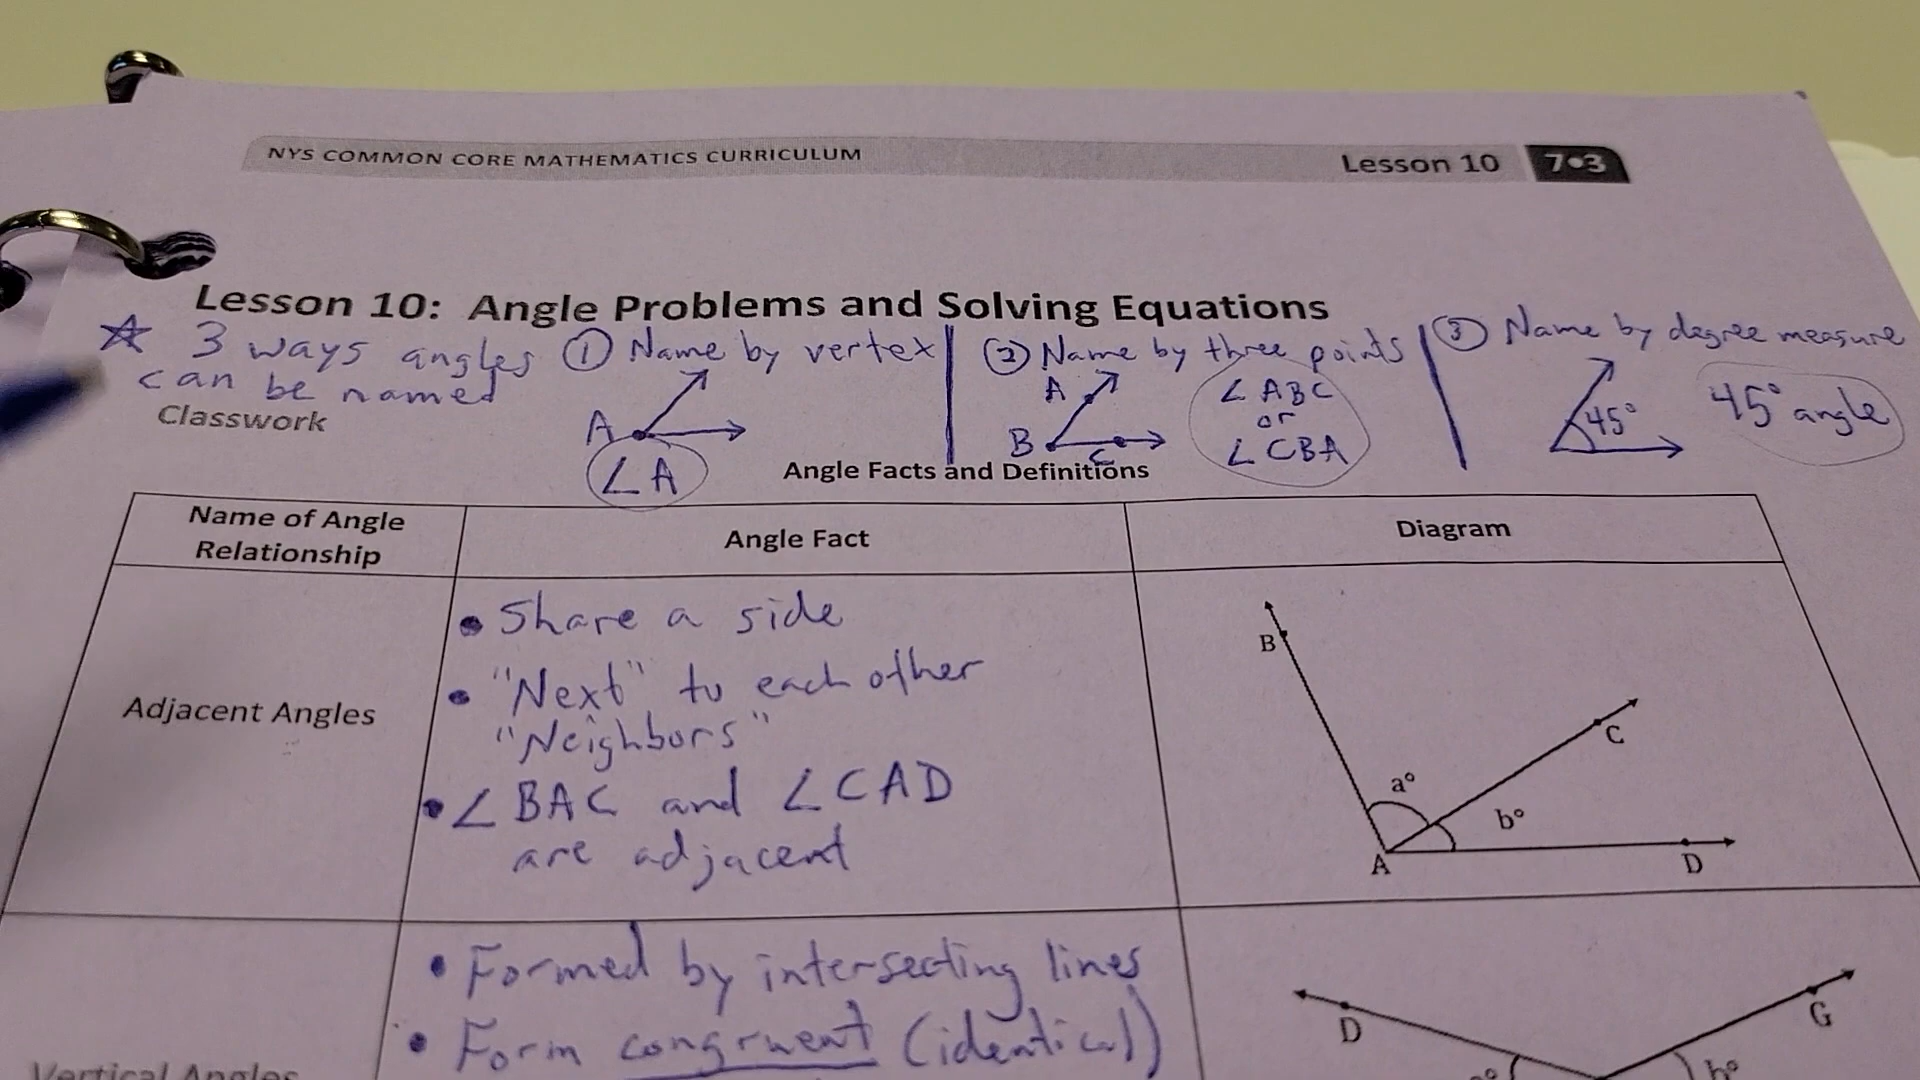 NYS COMMON CORE MATHEMATICS CURRICULUM
Lesson 10
7•3
Lesson 10: Angle Problems and Solving Equations
☆ 3 ways angles
can be named
① Name by vertex
A
∠A
② Name by three points
A
B
C
∠ABC
or
∠CBA
③ Name by degree measure
45°
45° angle
Classwork
Angle Facts and Definitions
Name of Angle
Relationship
Angle Fact
Diagram
Adjacent Angles
• Share a side
• "Next" to each other
"Neighbors"
• ∠BAC and ∠CAD
are adjacent
B
C
a°
b°
A
D
Vertical Angles
• Formed by intersecting lines
• Form congruent (identical)
D
G
b°